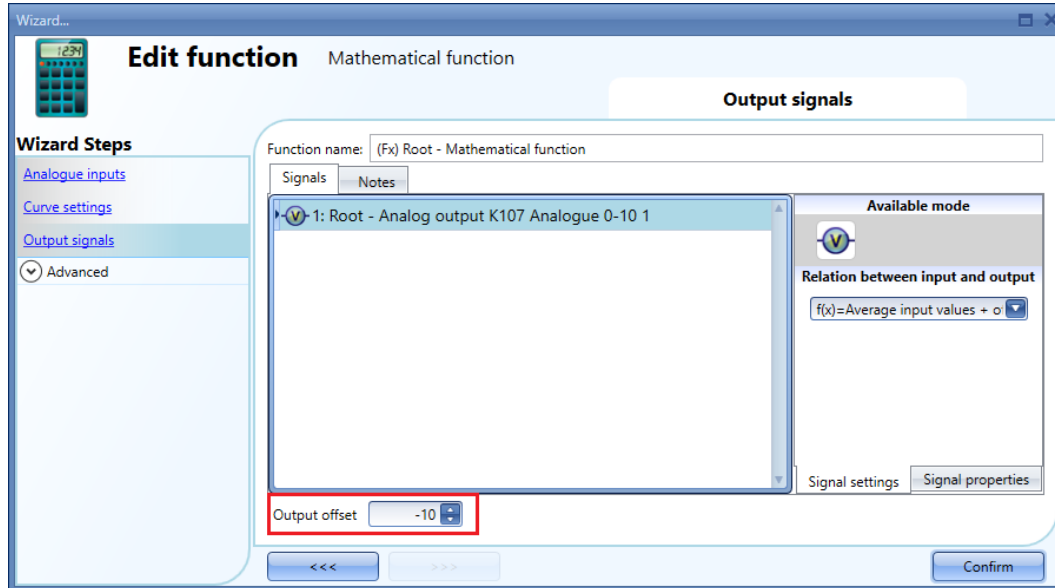 Wizard...
1234
Edit function
Mathematical function
Output signals
Wizard Steps
Analogue inputs
Curve settings
Output signals
Advanced
Function name: (Fx) Root - Mathematical function
Signals
Notes
V 1: Root - Analog output K107 Analogue 0-10 1
Available mode
V
Relation between input and output
f(x)=Average input values + o
Signal settings
Signal properties
Output offset -10
<<<
>>>
Confirm